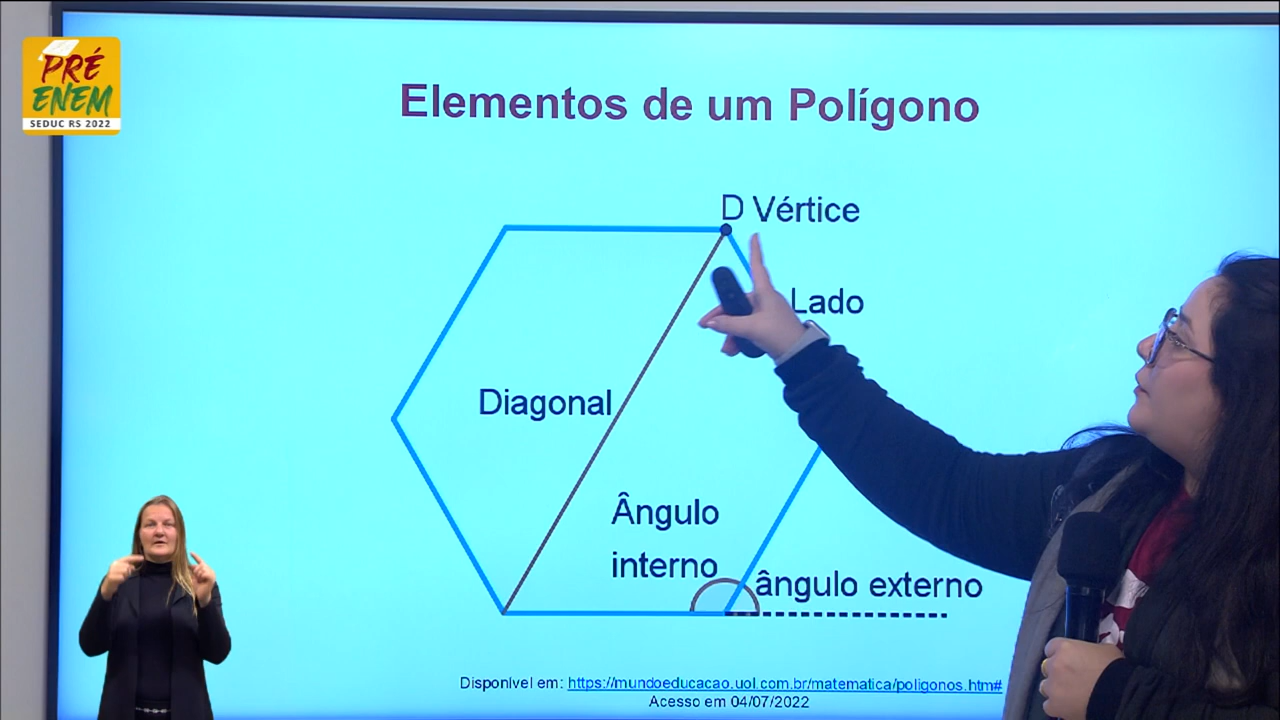 PRÉ
ENEM
SEDUC RS 2022
Elementos de um Polígono
D Vértice
Lado
Diagonal
Ângulo
interno
ângulo externo
Disponível em: https://mundoeducacao.uol.com.br/matematica/poligonos.htm#
Acesso em 04/07/2022